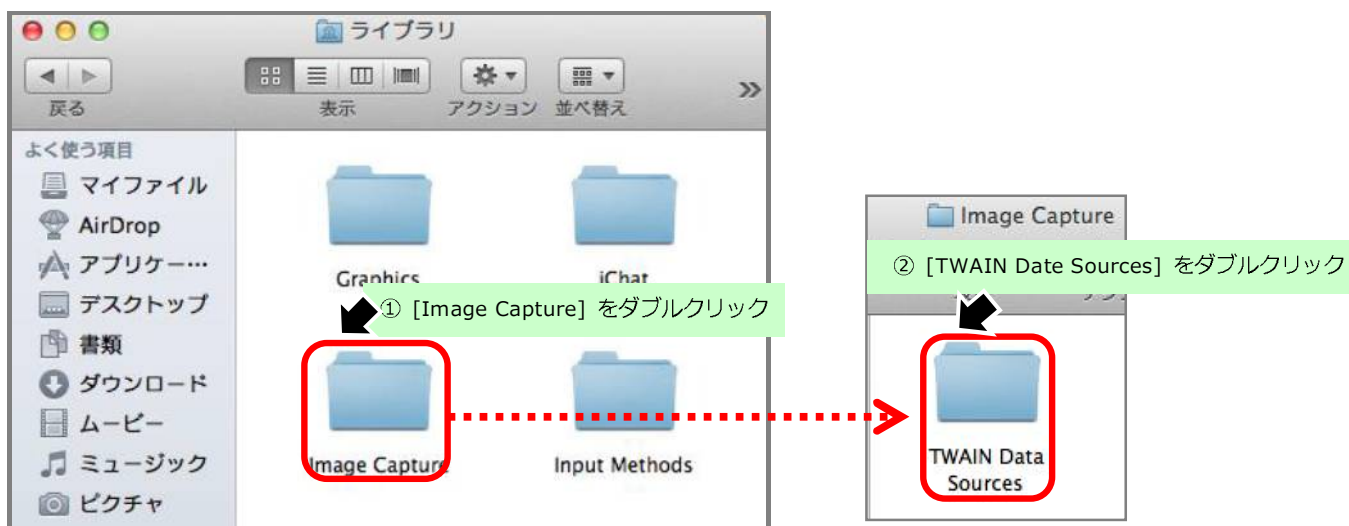 ライブラリ
戻る
表示
アクション
並べ替え
よく使う項目
マイファイル
AirDrop
アプリケー…
デスクトップ
書類
ダウンロード
ムービー
ミュージック
ピクチャ
Graphics
iChat
① [Image Capture] をダブルクリック
Image Capture
Input Methods
Image Capture
② [TWAIN Date Sources] をダブルクリック
TWAIN Data
Sources